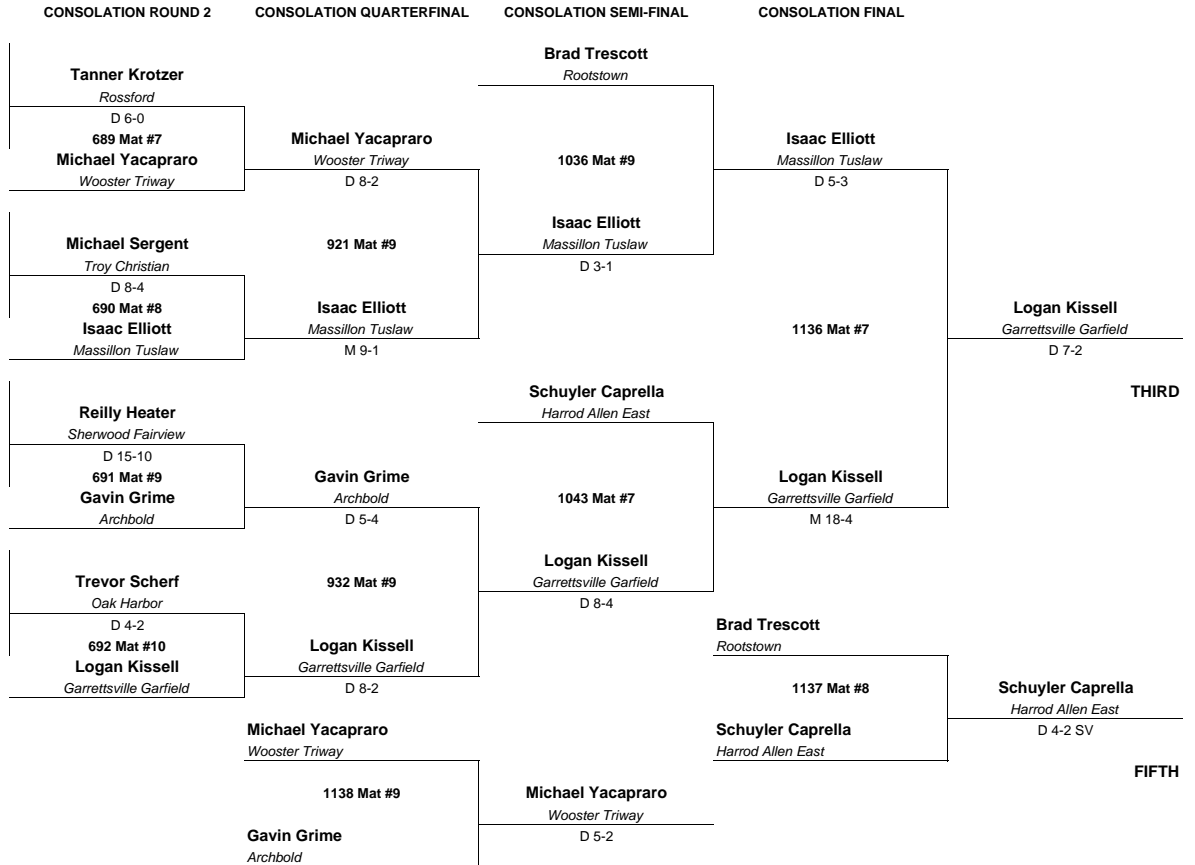 CONSOLATION ROUND 2
CONSOLATION QUARTERFINAL
CONSOLATION SEMI-FINAL
CONSOLATION FINAL
Tanner Krotzer
Rossford
D 6-0
689 Mat #7
Michael Yacapraro
Wooster Triway
Michael Sergent
Troy Christian
D 8-4
690 Mat #8
Isaac Elliott
Massillon Tuslaw
Reilly Heater
Sherwood Fairview
D 15-10
691 Mat #9
Gavin Grime
Archbold
Trevor Scherf
Oak Harbor
D 4-2
692 Mat #10
Logan Kissell
Garrettsville Garfield
Michael Yacapraro
Wooster Triway
D 8-2
921 Mat #9
Isaac Elliott
Massillon Tuslaw
M 9-1
Gavin Grime
Archbold
D 5-4
932 Mat #9
Logan Kissell
Garrettsville Garfield
D 8-2
Michael Yacapraro
Wooster Triway
1138 Mat #9
Gavin Grime
Archbold
Brad Trescott
Rootstown
1036 Mat #9
Isaac Elliott
Massillon Tuslaw
D 3-1
Schuyler Caprella
Harrod Allen East
1043 Mat #7
Logan Kissell
Garrettsville Garfield
D 8-4
Michael Yacapraro
Wooster Triway
D 5-2
Isaac Elliott
Massillon Tuslaw
D 5-3
1136 Mat #7
Logan Kissell
Garrettsville Garfield
M 18-4
Brad Trescott
Rootstown
1137 Mat #8
Schuyler Caprella
Harrod Allen East
Logan Kissell
Garrettsville Garfield
D 7-2
THIRD
Schuyler Caprella
Harrod Allen East
D 4-2 SV
FIFTH